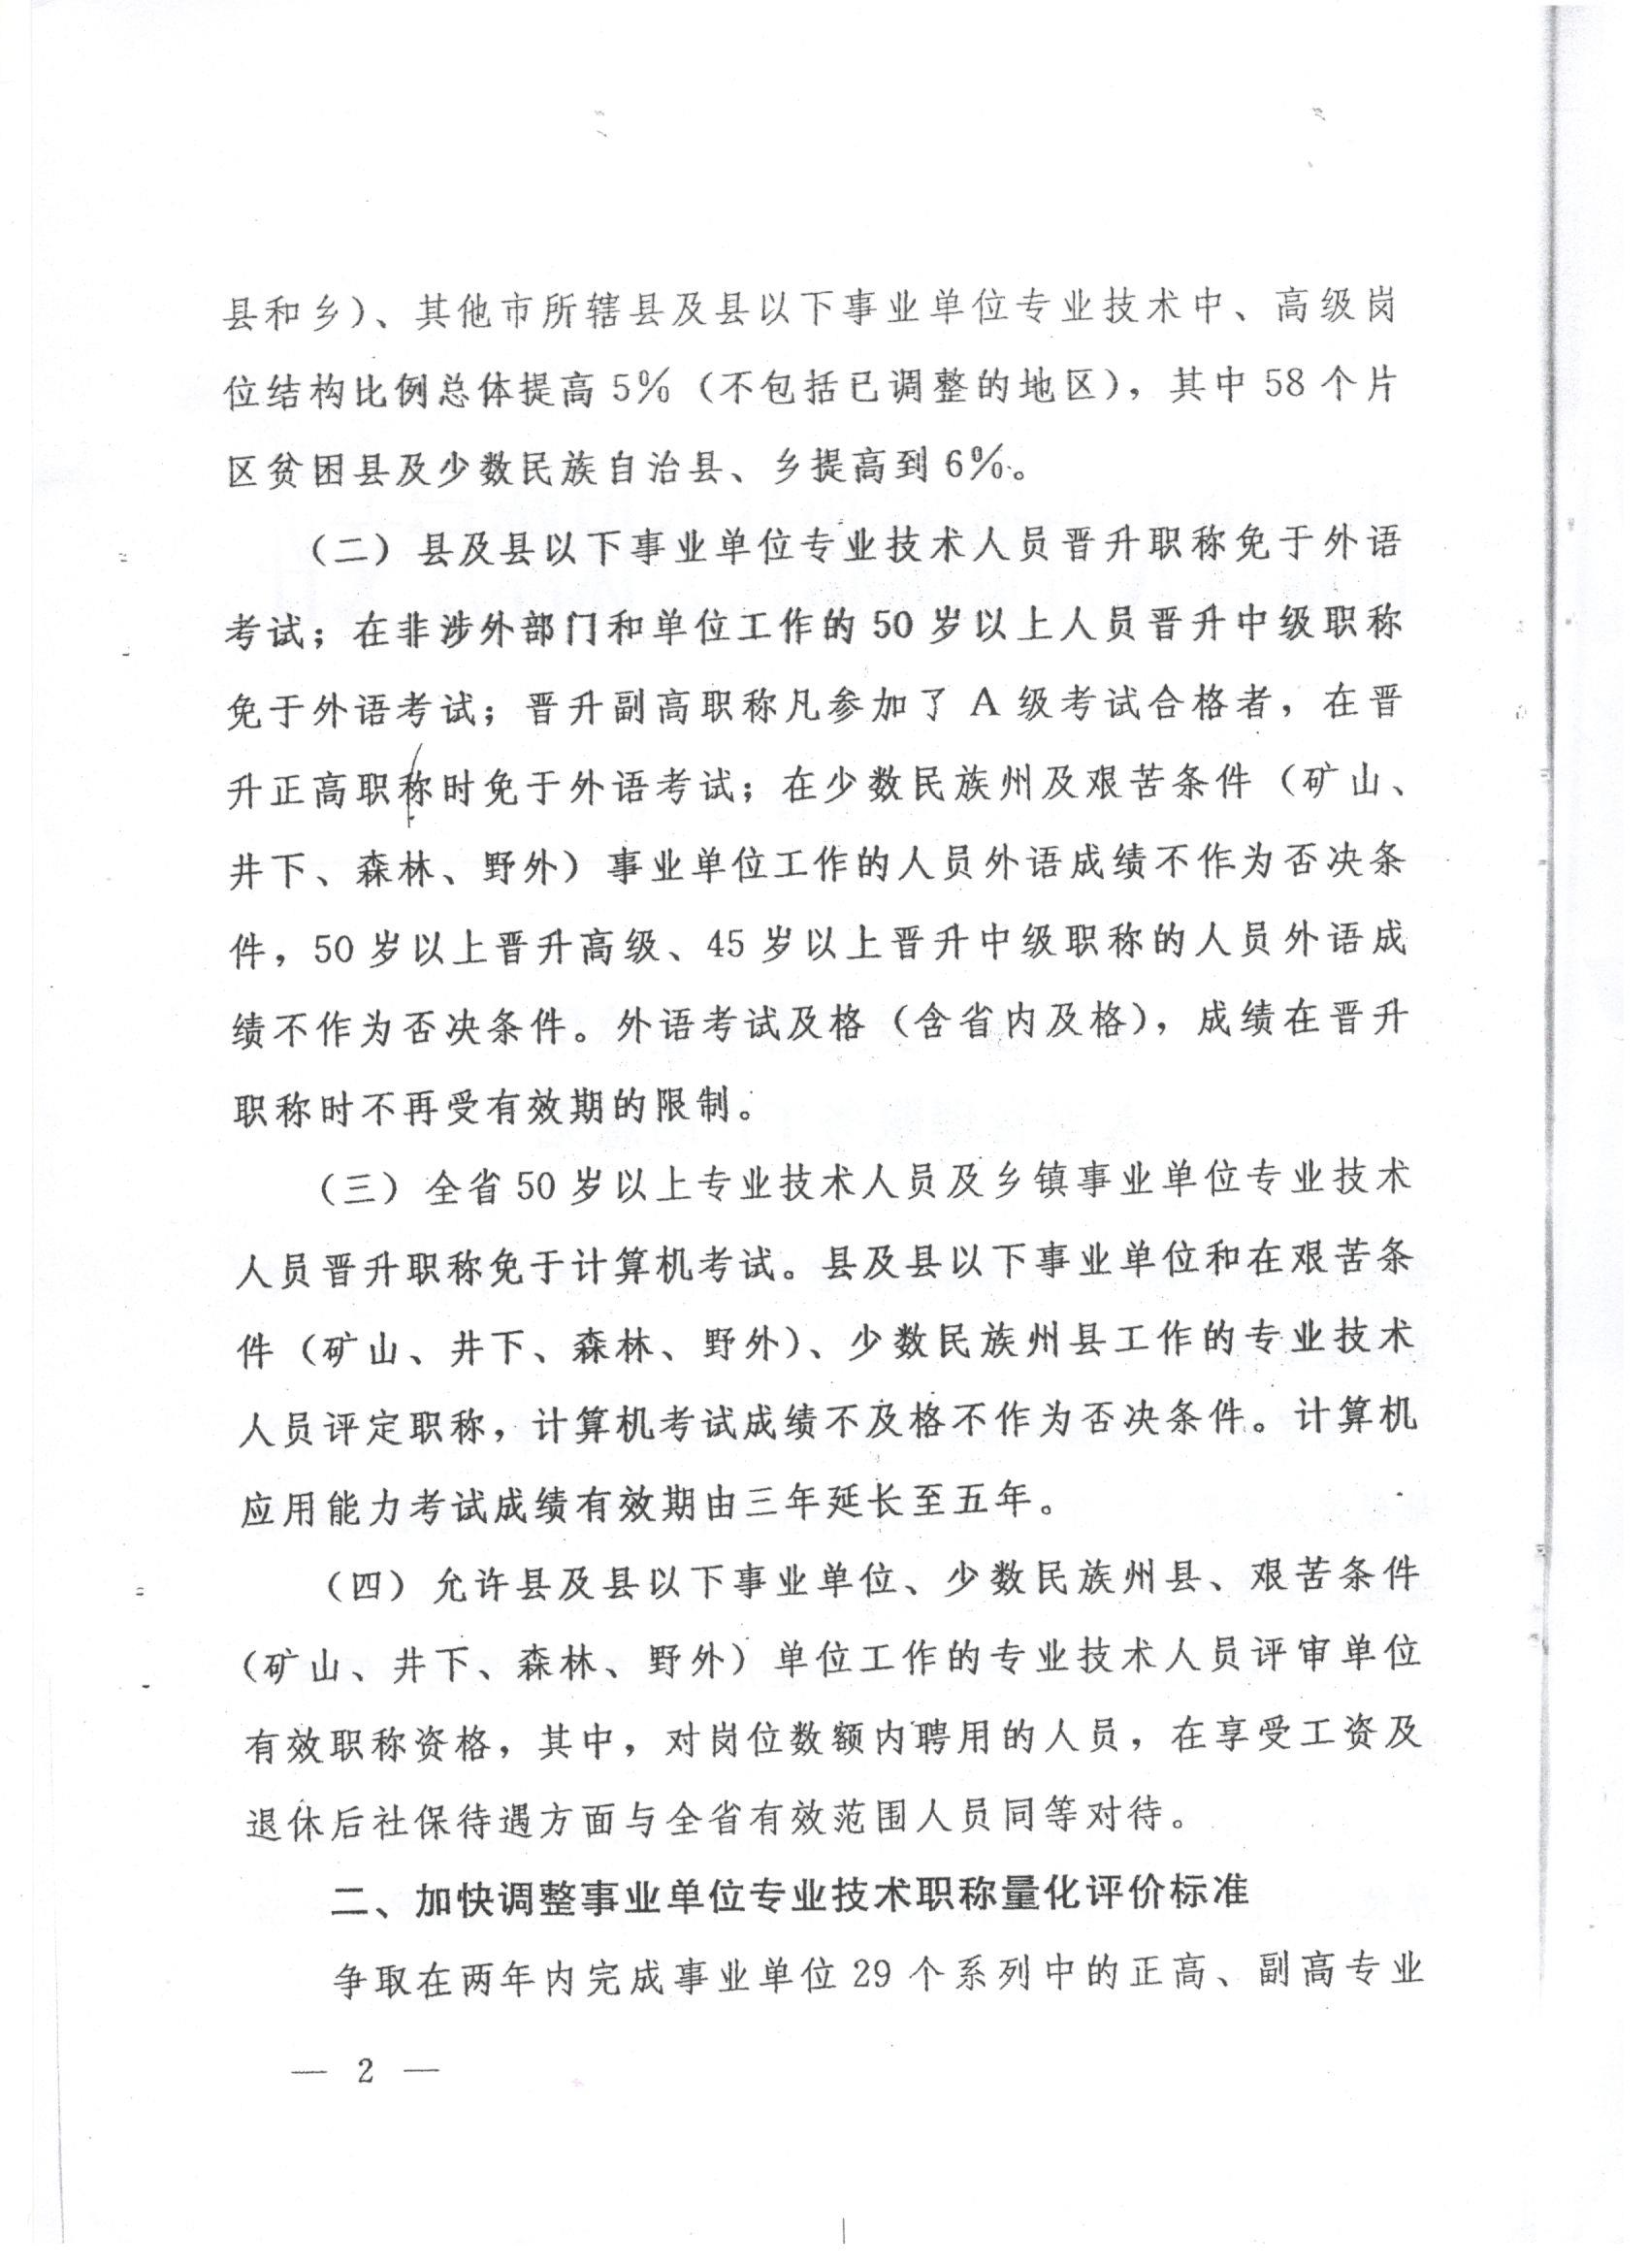 县和乡）、其他市所辖县及县以下事业单位专业技术中、高级岗
位结构比例总体提高 5%（不包括已调整的地区），其中 58 个片
区贫困县及少数民族自治县、乡提高到 6%。
（二）县及县以下事业单位专业技术人员晋升职称免于外语
考试；在非涉外部门和单位工作的 50 岁以上人员晋升中级职称
免于外语考试；晋升副高职称凡参加了 A 级考试合格者，在晋
升正高职称时免于外语考试；在少数民族州及艰苦条件（矿山、
井下、森林、野外）事业单位工作的人员外语成绩不作为否决条
件，50 岁以上晋升高级、45 岁以上晋升中级职称的人员外语成
绩不作为否决条件。外语考试及格（含省内及格），成绩在晋升
职称时不再受有效期的限制。
（三）全省 50 岁以上专业技术人员及乡镇事业单位专业技术
人员晋升职称免于计算机考试。县及县以下事业单位和在艰苦条
件（矿山、井下、森林、野外）、少数民族州县工作的专业技术
人员评定职称，计算机考试成绩不及格不作为否决条件。计算机
应用能力考试成绩有效期由三年延长至五年。
（四）允许县及县以下事业单位、少数民族州县、艰苦条件
（矿山、井下、森林、野外）单位工作的专业技术人员评审单位
有效职称资格，其中，对岗位数额内聘用的人员，在享受工资及
退休后社保待遇方面与全省有效范围人员同等对待。
二、加快调整事业单位专业技术职称量化评价标准
争取在两年内完成事业单位 29 个系列中的正高、副高专业
— 2 —